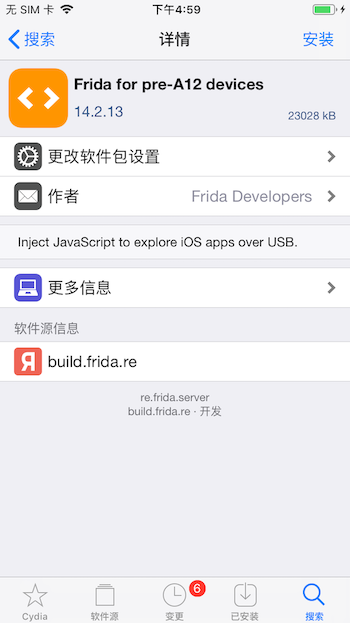 无 SIM 卡 下午4:59
搜索 详情 安装
Frida for pre-A12 devices
14.2.13 23028 kB
更改软件包设置
作者 Frida Developers
Inject JavaScript to explore iOS apps over USB.
更多信息
软件源信息
Я build.frida.re
re.frida.server
build.frida.re · 开发
6
Cydia 软件源 变更 已安装 搜索